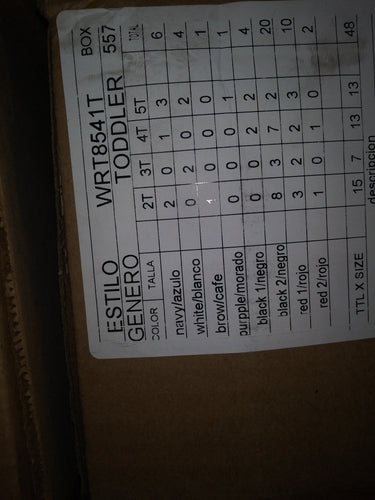 ESTILO WRT8541T BOX
GENERO TODDLER 557
COLOR TALLA 2T 3T 4T 5T
navy/azulo 2 0 1 3 6
white/blanco 0 2 0 2 4
brow/cafe 1 0 0 0 1
purpple/morado 0 0 0 1 1
black 1/negro 0 0 2 2 4
black 2/negro 8 3 7 2 20
red 1/rojo 3 2 2 3 10
red 2/rojo 1 0 1 0 2
TTL X SIZE 15 7 13 13 48
descripcion